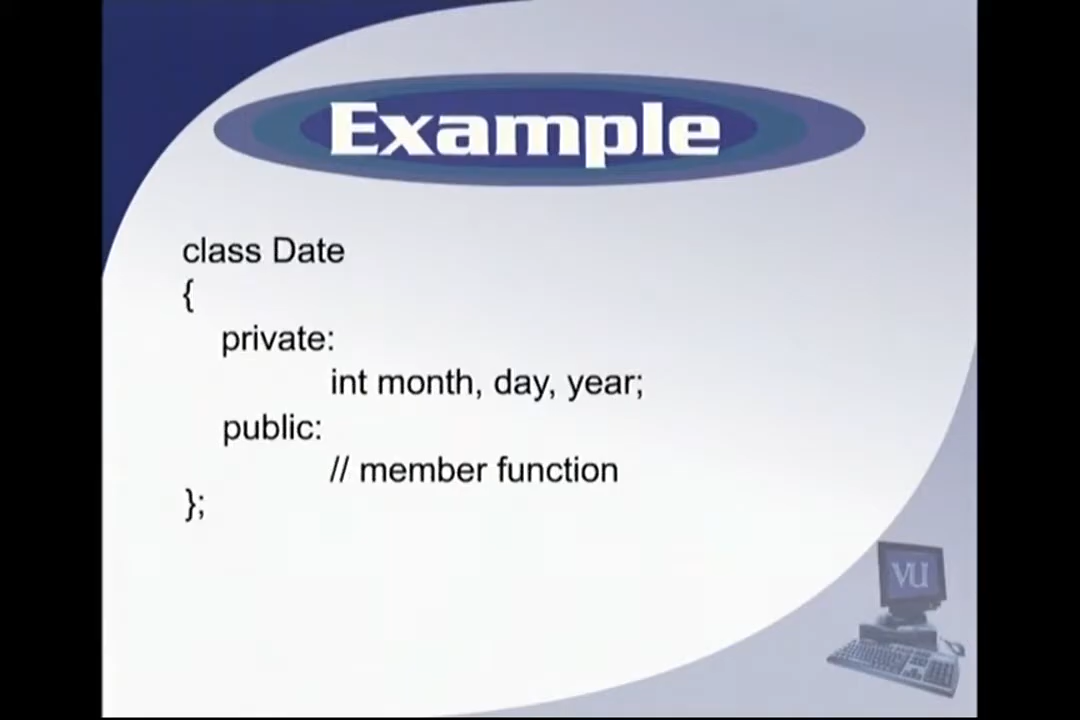 Example
class Date
{
private:
int month, day, year;
public:
// member function
};
VU